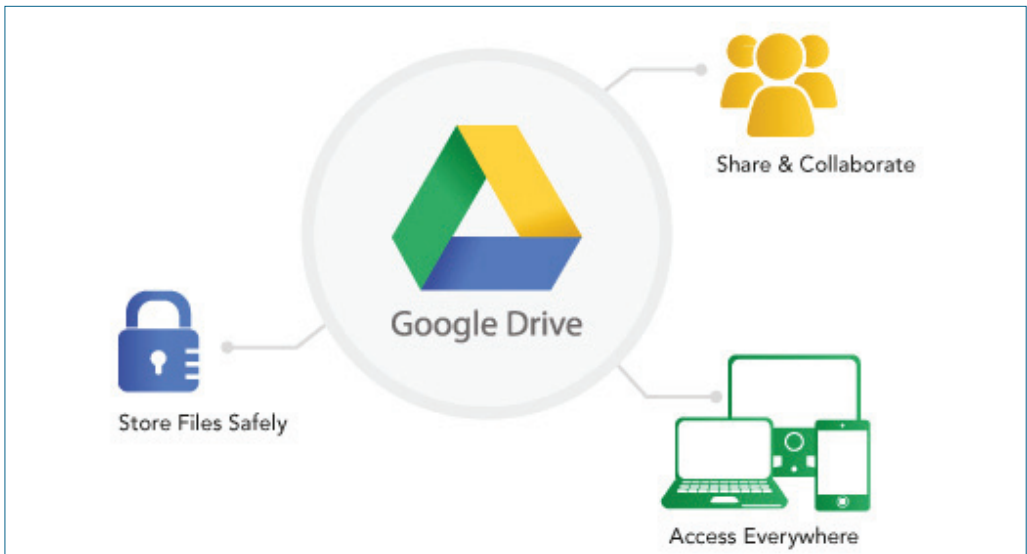 Share & Collaborate
Google Drive
Store Files Safely
Access Everywhere